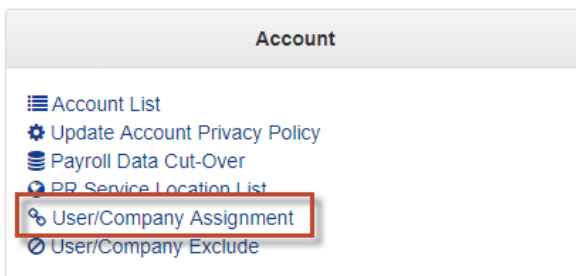 Account
Account List
Update Account Privacy Policy
Payroll Data Cut-Over
PR Service Location List
User/Company Assignment
User/Company Exclude